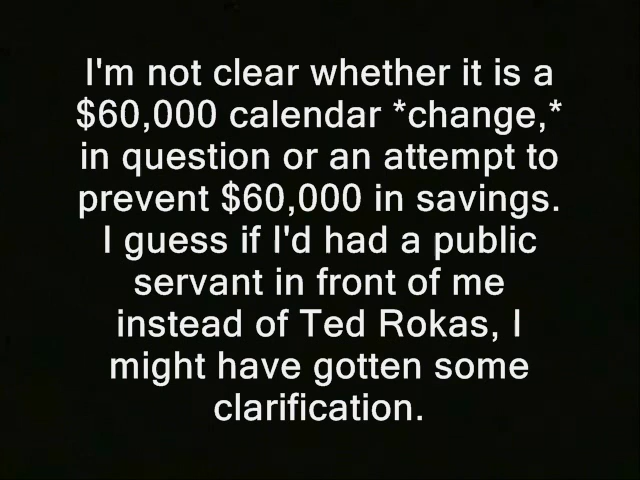 I'm not clear whether it is a
$60,000 calendar *change,*
in question or an attempt to
prevent $60,000 in savings.
I guess if I'd had a public
servant in front of me
instead of Ted Rokas, I
might have gotten some
clarification.